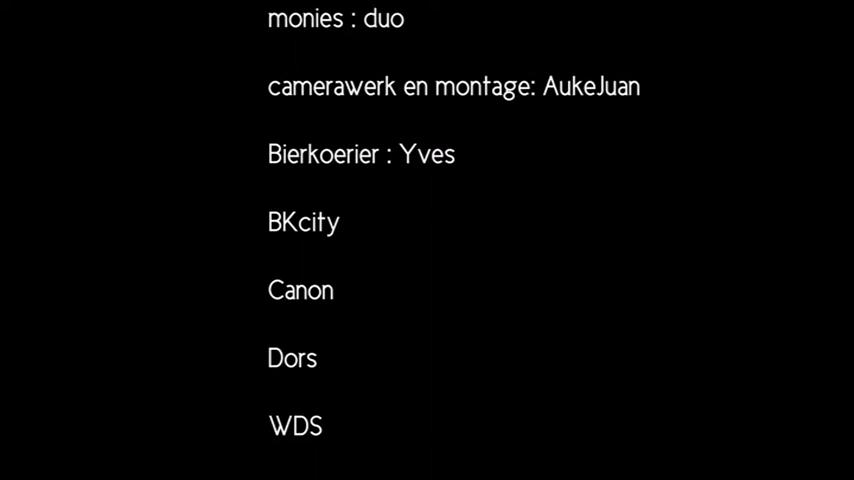 monies : duo
camerawerk en montage: AukeJuan
Bierkoerier : Yves
BKcity
Canon
Dors
WDS